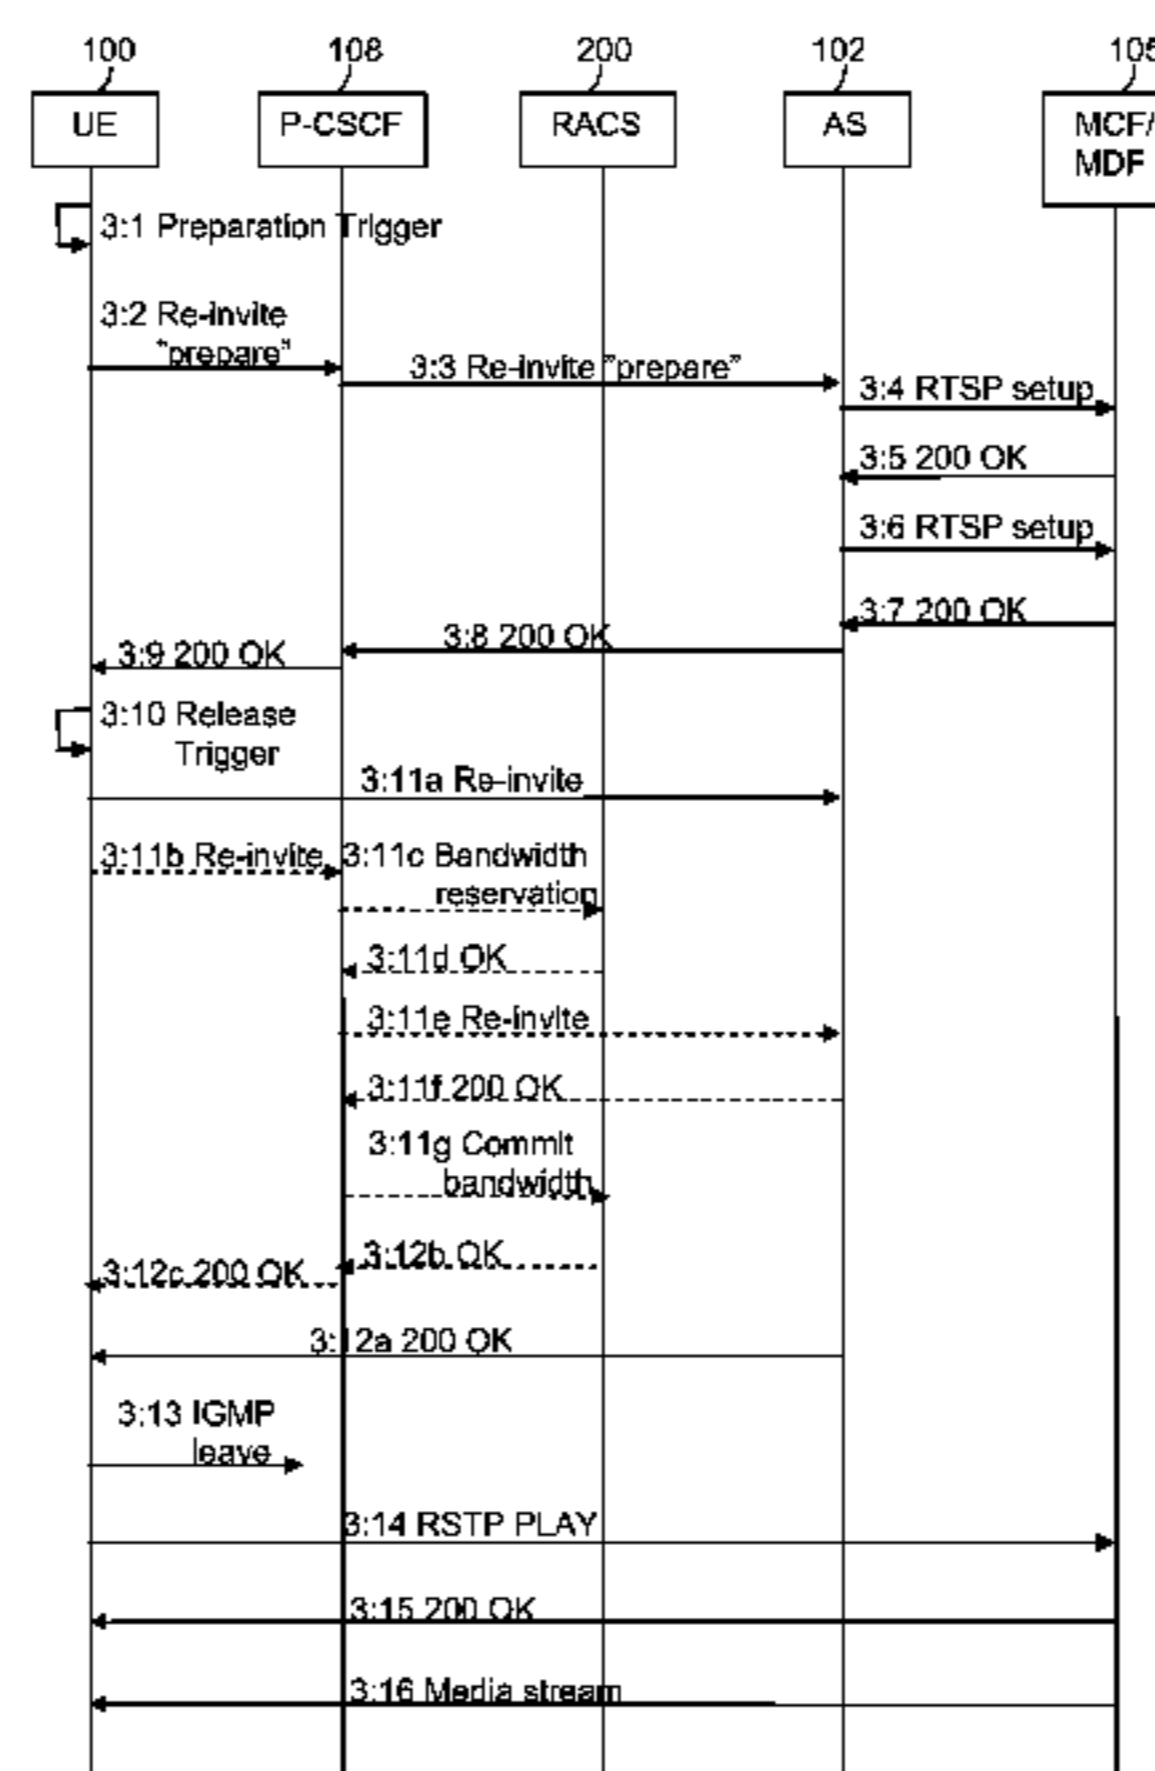 100 108 200 102 105
UE P-CSCF RACS AS MCF/
MDF
3:1 Preparation Trigger
3:2 Re-invite
"prepare"
3:3 Re-invite "prepare"
3:4 RTSP setup
3:5 200 OK
3:6 RTSP setup
3:7 200 OK
3:8 200 OK
3:9 200 OK
3:10 Release
Trigger
3:11a Re-invite
3:11b Re-invite 3:11c Bandwidth
reservation
3:11d OK
3:11e Re-invite
3:11f 200 OK
3:11g Commit
bandwidth
3:12b OK
3:12c 200 OK
3:12a 200 OK
3:13 IGMP
leave
3:14 RSTP PLAY
3:15 200 OK
3:16 Media stream